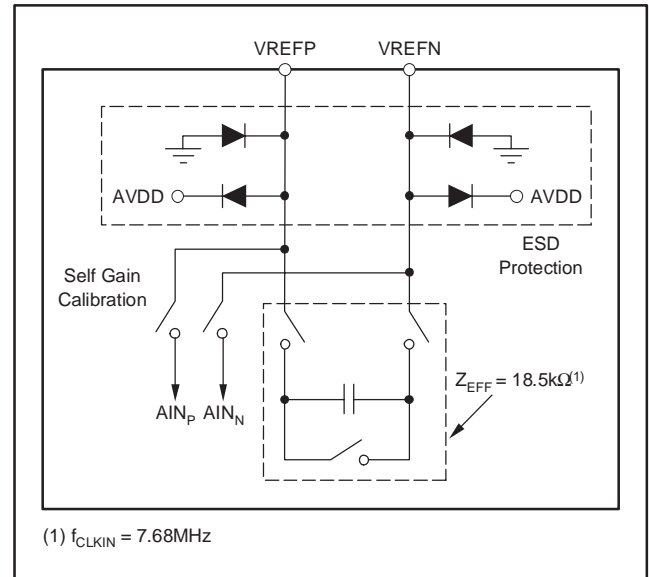 VREFP VREFN
AVDD AVDD
ESD
Protection
Self Gain
Calibration
Z_EFF = 18.5kΩ(1)
AIN_P AIN_N
(1) f_CLKIN = 7.68MHz